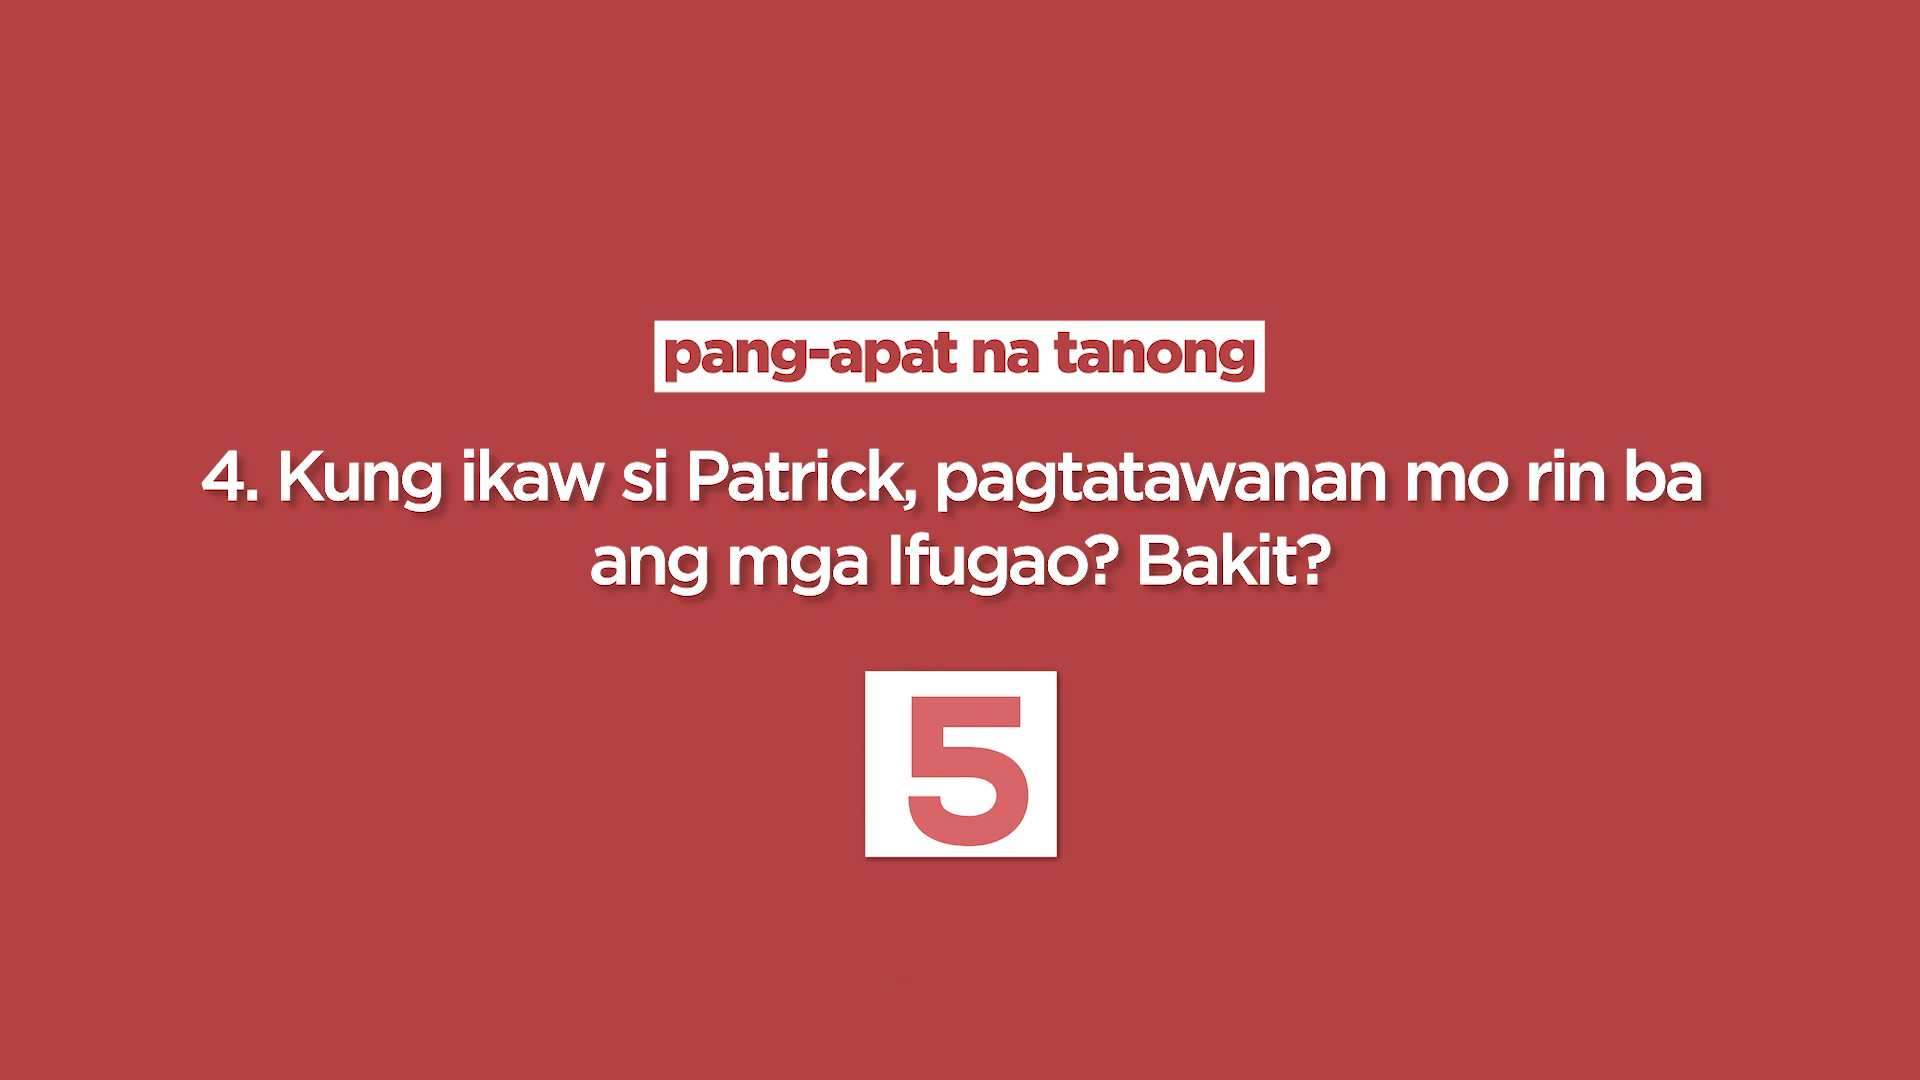 pang-apat na tanong
4. Kung ikaw si Patrick, pagtatawanan mo rin ba
ang mga Ifugao? Bakit?
5